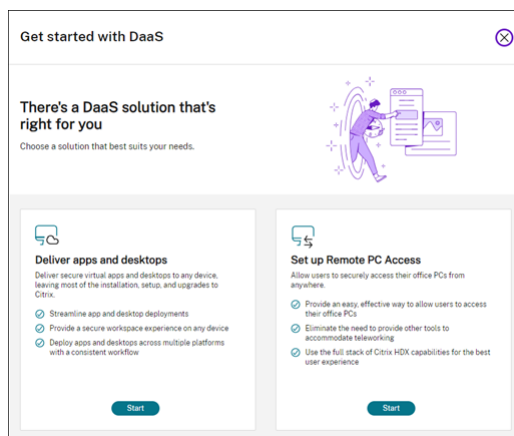 Get started with DaaS
There's a DaaS solution that's
right for you
Choose a solution that best suits your needs.
Deliver apps and desktops
Deliver secure virtual apps and desktops to any device,
leaving most of the installation, setup, and upgrades to
Citrix.
Streamline app and desktop deployments
Provide a secure workspace experience on any device
Deploy apps and desktops across multiple platforms
with a consistent workflow
Start
Set up Remote PC Access
Allow users to securely access their office PCs from
anywhere.
Provide an easy, effective way to allow users to access
their office PCs
Eliminate the need to provide other tools to
accommodate teleworking
Use the full stack of Citrix HDX capabilities for the best
user experience
Start